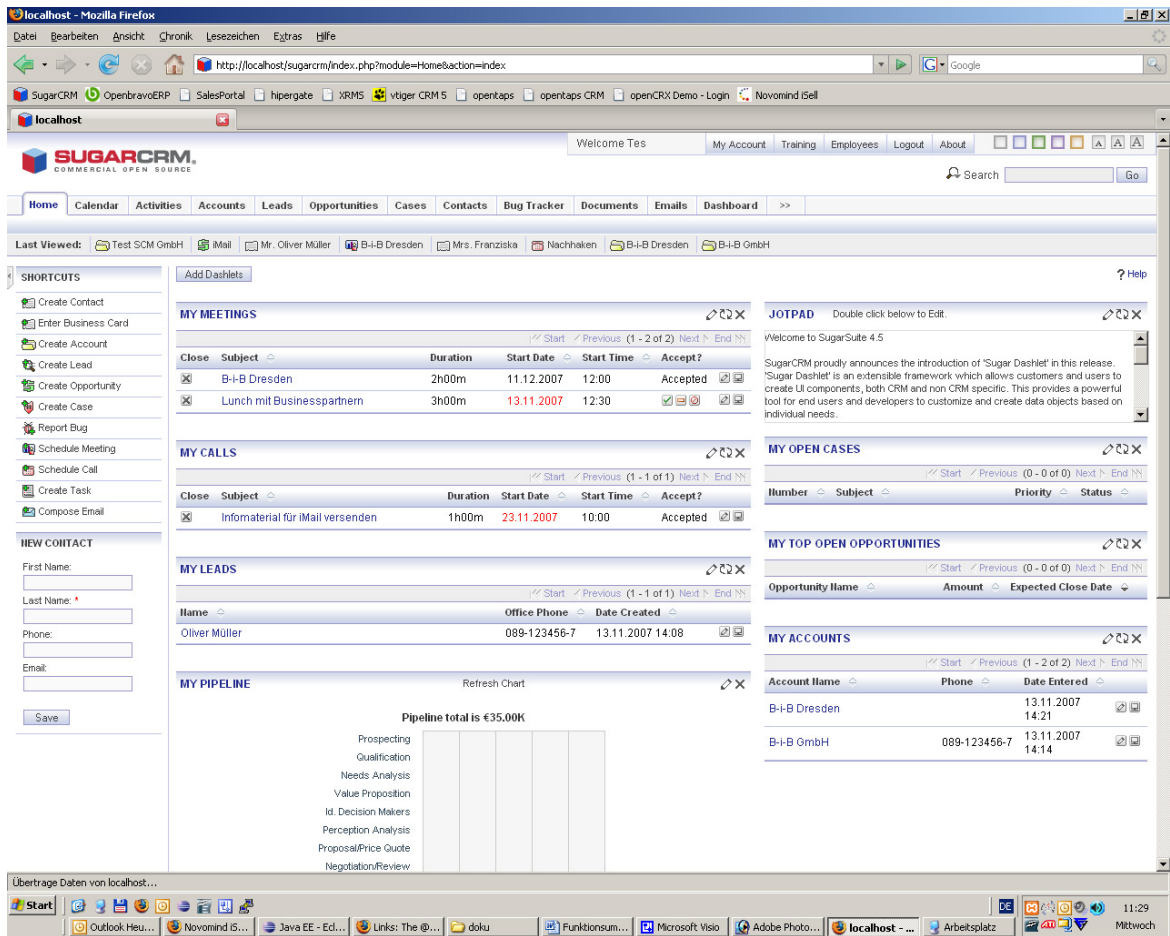 localhost - Mozilla Firefox
Datei Bearbeiten Ansicht Chronik Lesezeichen Extras Hilfe
http://localhost/sugarcrm/index.php?module=Home&action=index
G Google
SugarCRM OpenbravoERP SalesPortal hipergate XRMS vtiger CRM 5 opentaps opentaps CRM openCRX Demo - Login Novomind iSell
localhost
SUGARCRM.
COMMERCIAL OPEN SOURCE
Welcome Tes
My Account Training Employees Logout About A A A
Search Go
Home Calendar Activities Accounts Leads Opportunities Cases Contacts Bug Tracker Documents Emails Dashboard >>
Last Viewed: Test SCM GmbH iMail Mr. Oliver Müller B-i-B Dresden Mrs. Franziska Nachhaken B-i-B Dresden B-i-B GmbH
SHORTCUTS
Create Contact
Enter Business Card
Create Account
Create Lead
Create Opportunity
Create Case
Report Bug
Schedule Meeting
Schedule Call
Create Task
Compose Email
NEW CONTACT
First Name:
Last Name: *
Phone:
Email:
Save
Add Dashlets
? Help
MY MEETINGS
Start Previous (1 - 2 of 2) Next End
Close Subject Duration Start Date Start Time Accept?
B-i-B Dresden 2h00m 11.12.2007 12:00 Accepted
Lunch mit Businesspartnern 3h00m 13.11.2007 12:30
MY CALLS
Start Previous (1 - 1 of 1) Next End
Close Subject Duration Start Date Start Time Accept?
Infomaterial für iMail versenden 1h00m 23.11.2007 10:00 Accepted
MY LEADS
Start Previous (1 - 1 of 1) Next End
Name Office Phone Date Created
Oliver Müller 089-123456-7 13.11.2007 14:08
MY PIPELINE Refresh Chart
Pipeline total is €35.00K
Prospecting
Qualification
Needs Analysis
Value Proposition
Id. Decision Makers
Perception Analysis
Proposal/Price Quote
Negotiation/Review
JOTPAD Double click below to Edit.
Welcome to SugarSuite 4.5
SugarCRM proudly announces the introduction of 'Sugar Dashlet' in this release.
'Sugar Dashlet' is an extensible framework which allows customers and users to
create UI components, both CRM and non CRM specific. This provides a powerful
tool for end users and developers to customize and create data objects based on
individual needs.
MY OPEN CASES
Start Previous (0 - 0 of 0) Next End
Number Subject Priority Status
MY TOP OPEN OPPORTUNITIES
Start Previous (0 - 0 of 0) Next End
Opportunity Name Amount Expected Close Date
MY ACCOUNTS
Start Previous (1 - 2 of 2) Next End
Account Name Phone Date Entered
B-i-B Dresden 13.11.2007
14:21
B-i-B GmbH 089-123456-7 13.11.2007
14:14
Übertrage Daten von localhost...
Start DE 11:29
Outlook Heu... Novomind iS... Java EE - Ecl... Links: The @... doku Funktionsum... Microsoft Visio Adobe Photo... localhost - ... Arbeitsplatz Mittwoch